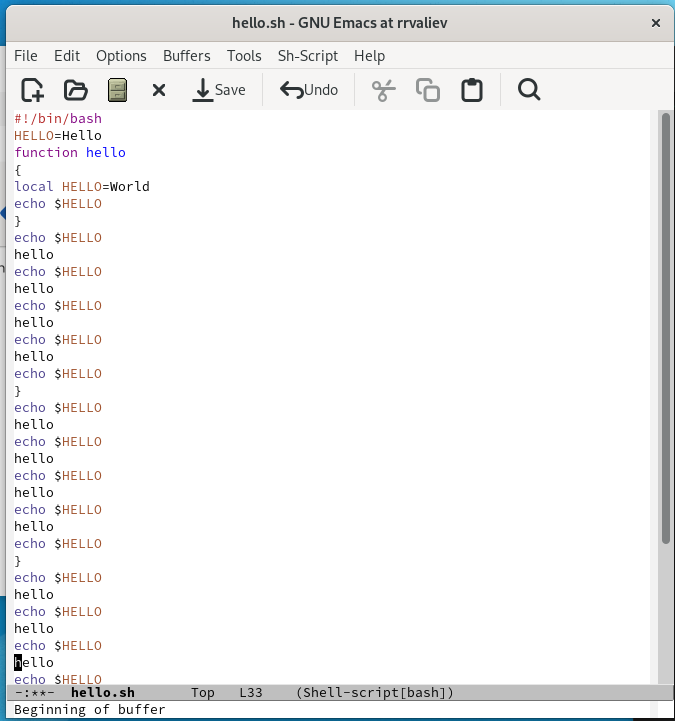 hello.sh - GNU Emacs at rrvaliev
File Edit Options Buffers Tools Sh-Script Help
Save Undo
#!/bin/bash
HELLO=Hello
function hello
{
local HELLO=World
echo $HELLO
}
echo $HELLO
hello
echo $HELLO
hello
echo $HELLO
hello
echo $HELLO
hello
echo $HELLO
}
echo $HELLO
hello
echo $HELLO
hello
echo $HELLO
hello
echo $HELLO
hello
echo $HELLO
}
echo $HELLO
hello
echo $HELLO
hello
echo $HELLO
hello
echo $HELLO
-:**- hello.sh Top L33 (Shell-script[bash])
Beginning of buffer